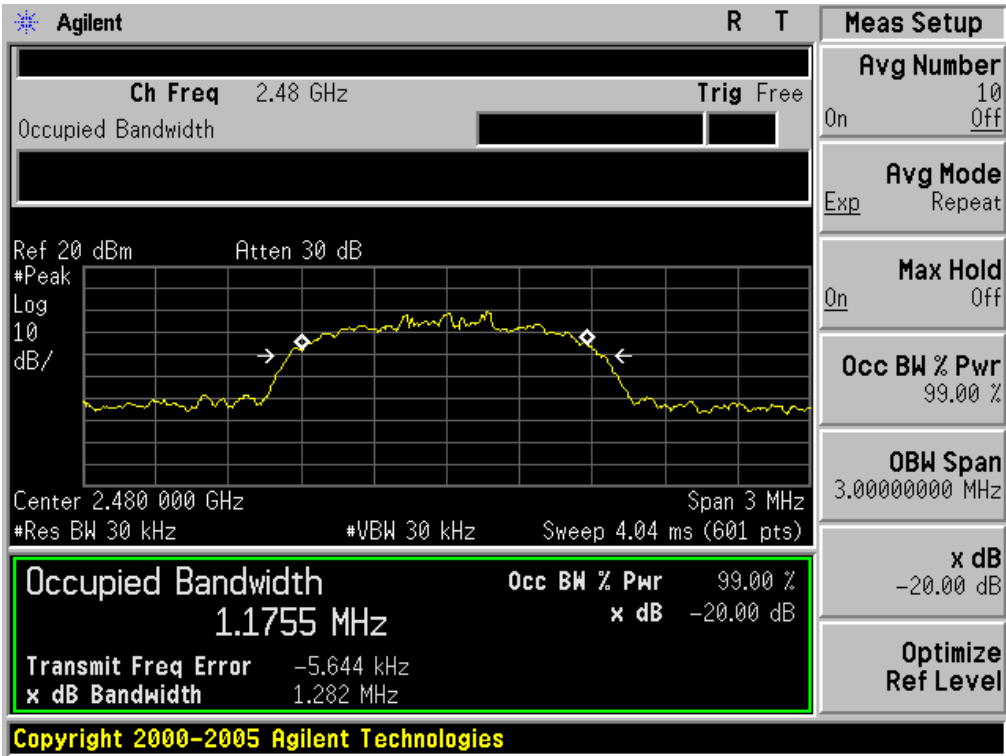 Agilent R T
Ch Freq 2.48 GHz Trig Free
Occupied Bandwidth
Ref 20 dBm Atten 30 dB
#Peak
Log
10
dB/
Center 2.480 000 GHz Span 3 MHz
#Res BW 30 kHz #VBW 30 kHz Sweep 4.04 ms (601 pts)
Occupied Bandwidth Occ BW % Pwr 99.00 %
1.1755 MHz x dB -20.00 dB
Transmit Freq Error -5.644 kHz
x dB Bandwidth 1.282 MHz
Copyright 2000-2005 Agilent Technologies
Meas Setup
Avg Number
10
On Off
Avg Mode
Exp Repeat
Max Hold
On Off
Occ BW % Pwr
99.00 %
OBW Span
3.00000000 MHz
x dB
-20.00 dB
Optimize
Ref Level